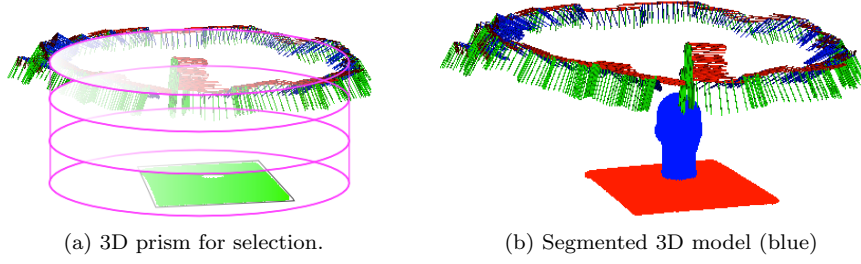 (a) 3D prism for selection.
(b) Segmented 3D model (blue)